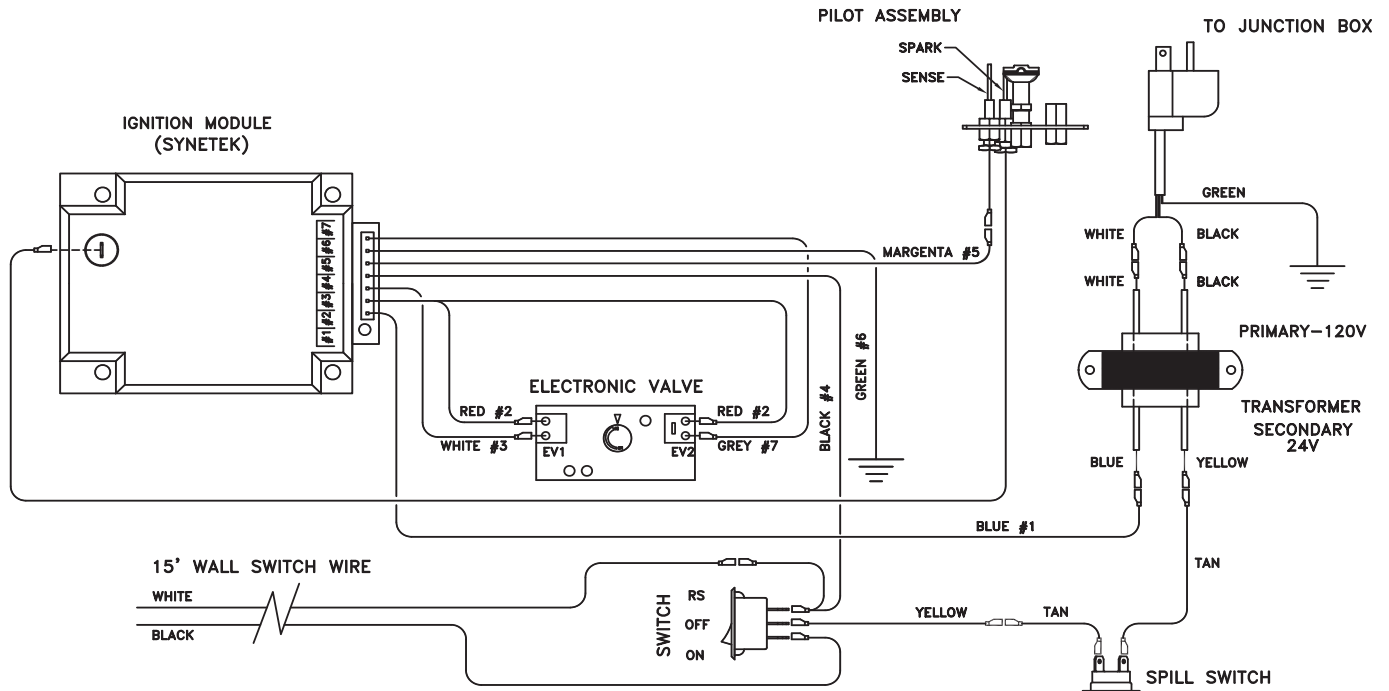 PILOT ASSEMBLY
SPARK
SENSE
TO JUNCTION BOX
IGNITION MODULE
(SYNETEK)
#7
#6
#5
#4
#3
#2
#1
GREEN
MARGENTA #5
WHITE
BLACK
WHITE
BLACK
PRIMARY-120V
GREEN #6
BLACK #4
ELECTRONIC VALVE
RED #2
WHITE #3
EV1
EV2
RED #2
GREY #7
TRANSFORMER
SECONDARY
24V
BLUE
YELLOW
BLUE #1
TAN
15' WALL SWITCH WIRE
WHITE
BLACK
SWITCH
RS
OFF
ON
YELLOW
TAN
SPILL SWITCH